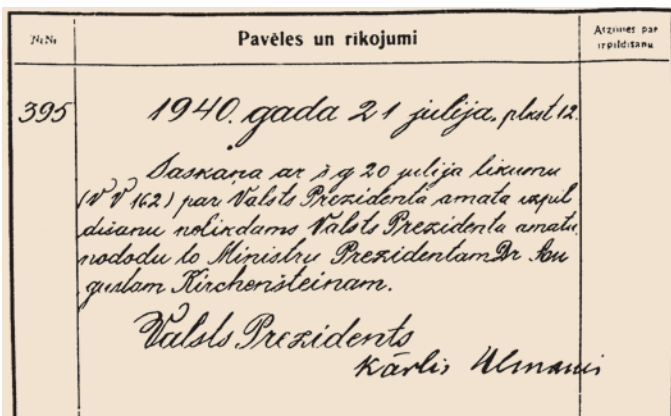 №№
Pavēles un rīkojumi
Atzīmes par
izpildīšanu
395
1940. gada 21 jūlijā, plkst 12.
Saskaņa ar š g 20 jūlija likumu
(V V 162) par Valsts Prezidenta amata izpil
dīšanu nolikdams Valsts Prezidenta amatu,
nododu to Ministru Prezidentam Dr Au
gustam Kirchenšteinam.
Valsts Prezidents
Kārlis Ulmanis